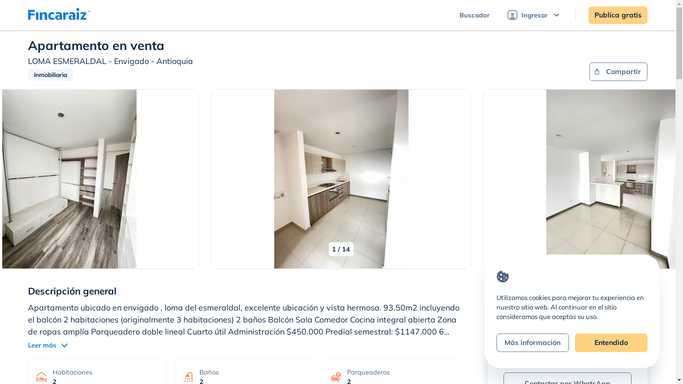 Fincaraiz
Buscador
Ingresar
Publica gratis
Apartamento en venta
LOMA ESMERALDAL - Envigado - Antioquia
Inmobiliaria
Compartir
1 / 14
Descripción general
Apartamento ubicado en envigado , loma del esmeraldal, excelente ubicación y vista hermosa. 93.50m2 incluyendo
el balcón 2 habitaciones (originalmente 3 habitaciones) 2 baños Balcón Sala Comedor Cocina integral abierta Zona
de ropas amplía Parqueadero doble lineal Cuarto útil Administración $450.000 Predial semestral: $1147,000 6...
Leer más
Habitaciones
2
Baños
2
Parqueaderos
2
Utilizamos cookies para mejorar tu experiencia en
nuestro sitio web. Al continuar en el sitio
consideramos que aceptas su uso.
Más información
Entendido
Contactar por WhatsApp